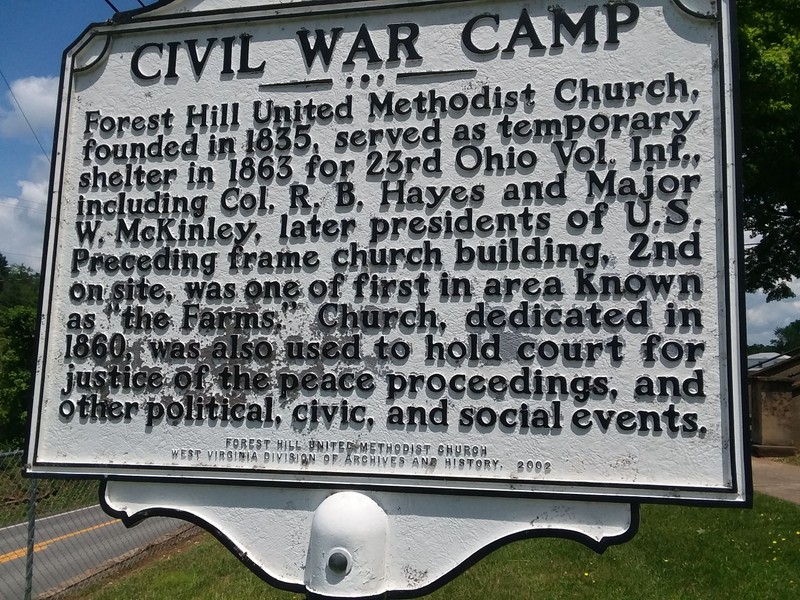 CIVIL WAR CAMP
Forest Hill United Methodist Church,
founded in 1835, served as temporary
shelter in 1863 for 23rd Ohio Vol. Inf.,
including Col. R. B. Hayes and Major
W. McKinley, later presidents of U.S.
Preceding frame church building, 2nd
on site, was one of first in area known
as "the Farms." Church, dedicated in
1860, was also used to hold court for
justice of the peace proceedings, and
other political, civic, and social events.
FOREST HILL UNITED METHODIST CHURCH
WEST VIRGINIA DIVISION OF ARCHIVES AND HISTORY, 2002